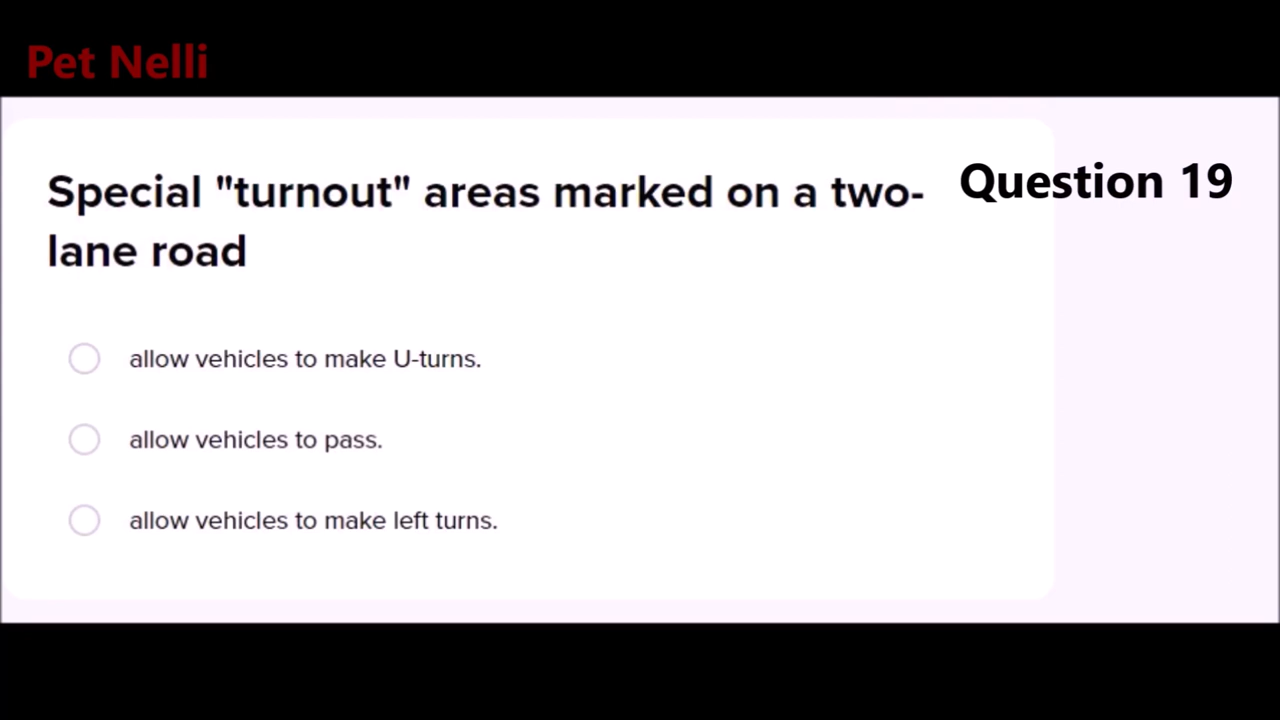 Pet Nelli
Special "turnout" areas marked on a two-
lane road
Question 19
allow vehicles to make U-turns.
allow vehicles to pass.
allow vehicles to make left turns.